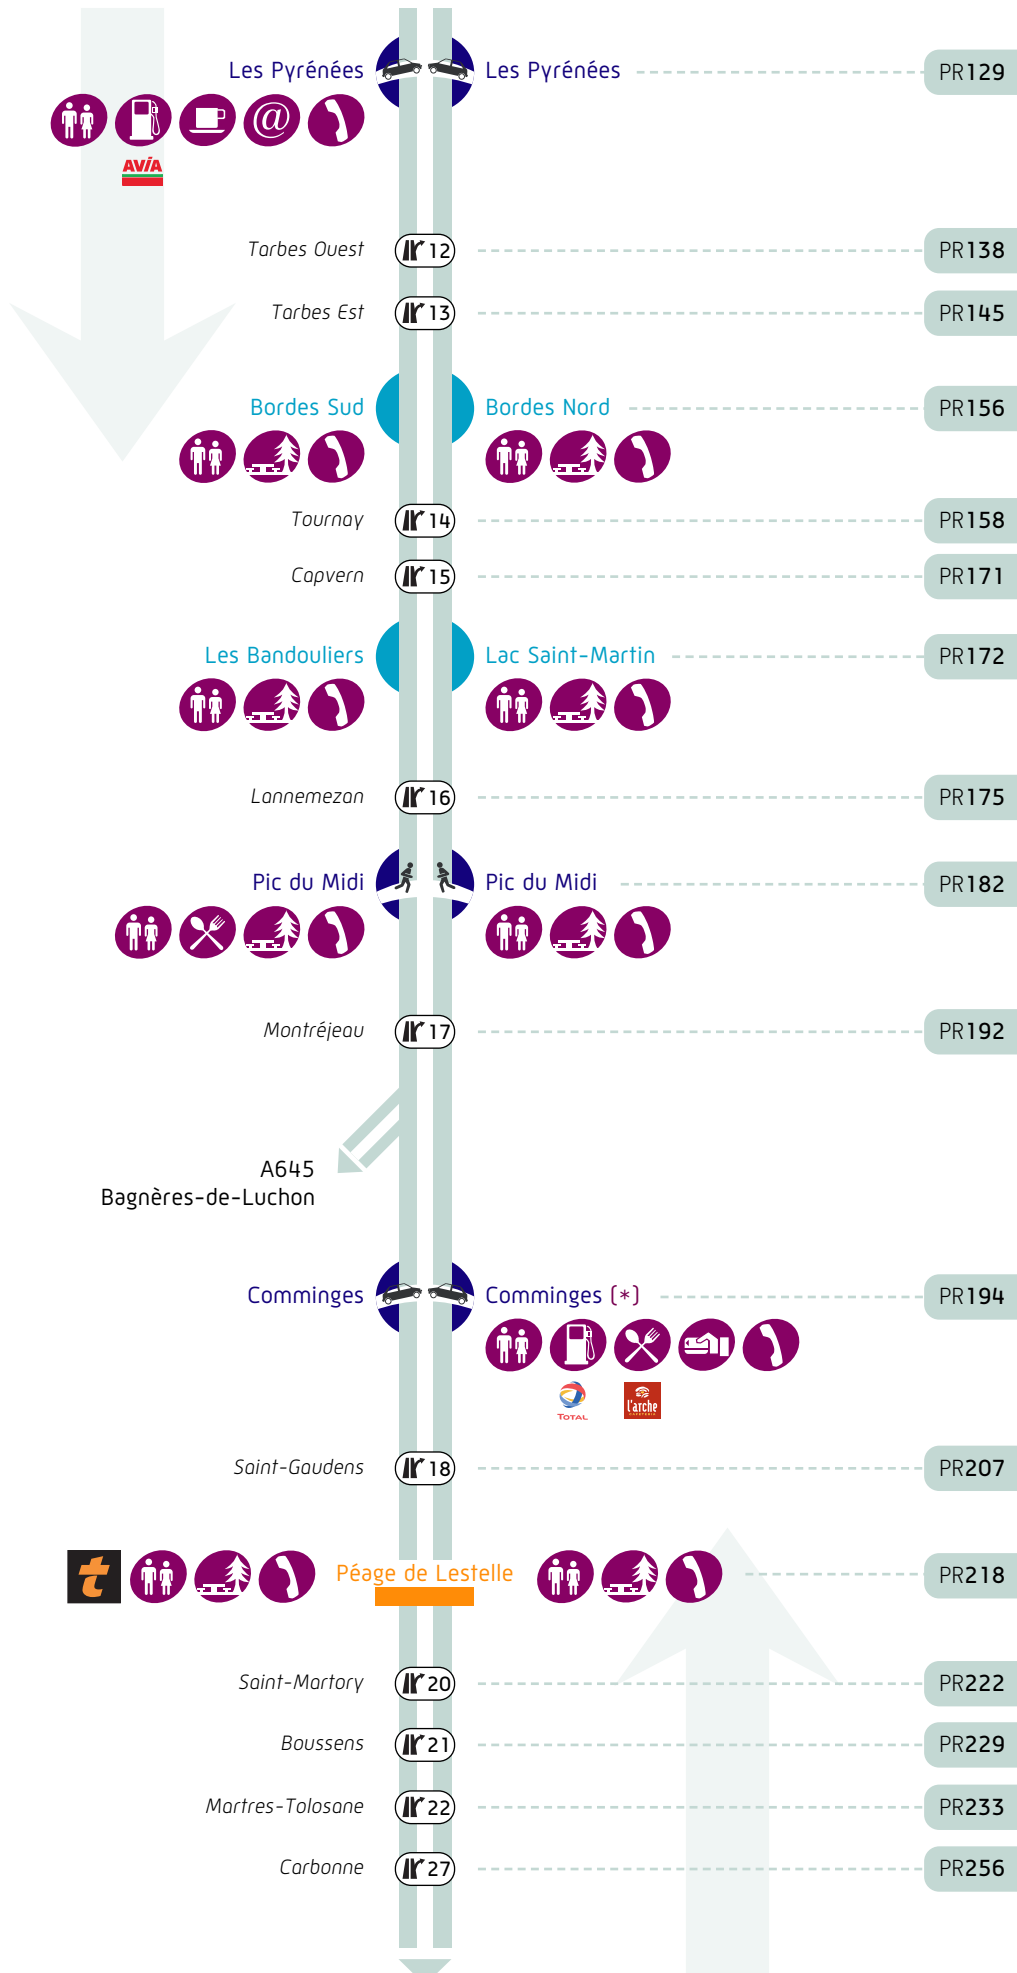 Les Pyrénées Les Pyrénées PR129
@
AVIA
Tarbes Ouest 12 PR138
Tarbes Est 13 PR145
Bordes Sud Bordes Nord PR156
Tournay 14 PR158
Capvern 15 PR171
Les Bandouliers Lac Saint-Martin PR172
Lannemezan 16 PR175
Pic du Midi Pic du Midi PR182
Montréjeau 17 PR192
A645
Bagnères-de-Luchon
Comminges Comminges (*) PR194
TOTAL l'arche
CAFETERIE
Saint-Gaudens 18 PR207
t Péage de Lestelle PR218
Saint-Martory 20 PR222
Boussens 21 PR229
Martres-Tolosane 22 PR233
Carbonne 27 PR256